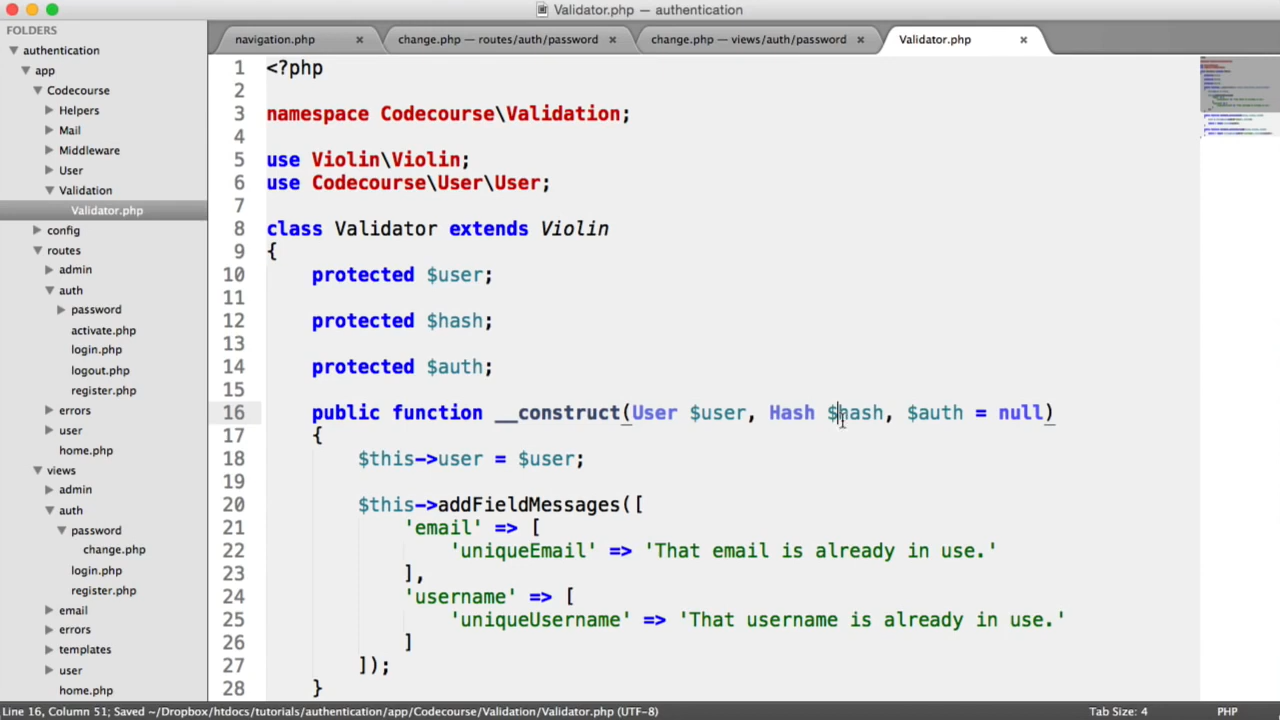 Validator.php — authentication
FOLDERS
authentication
app
Codecourse
Helpers
Mail
Middleware
User
Validation
Validator.php
config
routes
admin
auth
password
activate.php
login.php
logout.php
register.php
errors
user
home.php
views
admin
auth
password
change.php
login.php
register.php
email
errors
templates
user
home.php
navigation.php × change.php — routes/auth/password × change.php — views/auth/password × Validator.php ×
1 <?php
2
3 namespace Codecourse\Validation;
4
5 use Violin\Violin;
6 use Codecourse\User\User;
7
8 class Validator extends Violin
9 {
10 protected $user;
11
12 protected $hash;
13
14 protected $auth;
15
16 public function __construct(User $user, Hash $hash, $auth = null)
17 {
18 $this->user = $user;
19
20 $this->addFieldMessages([
21 'email' => [
22 'uniqueEmail' => 'That email is already in use.'
23 ],
24 'username' => [
25 'uniqueUsername' => 'That username is already in use.'
26 ]
27 ]);
28 }
Line 16, Column 51; Saved ~/Dropbox/htdocs/tutorials/authentication/app/Codecourse/Validation/Validator.php (UTF-8) Tab Size: 4 PHP